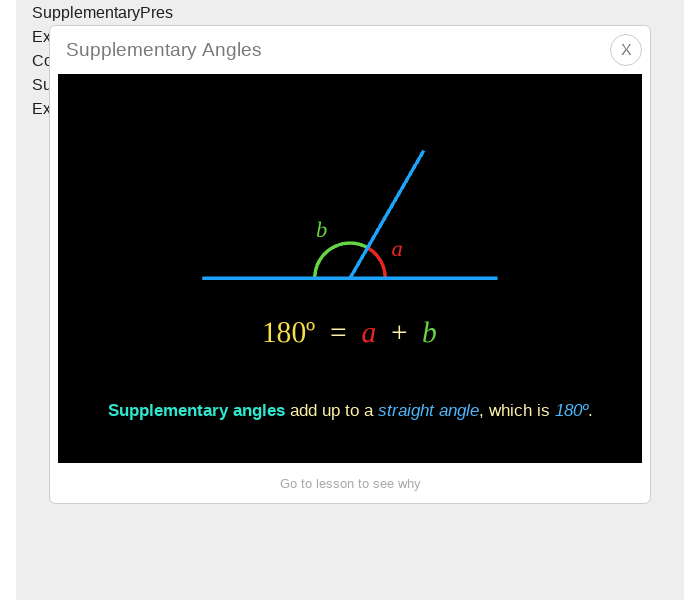 SupplementaryPres
Ex
Supplementary Angles
X
Co
Su
Ex
b
a
180º = a + b
Supplementary angles add up to a straight angle, which is 180º.
Go to lesson to see why